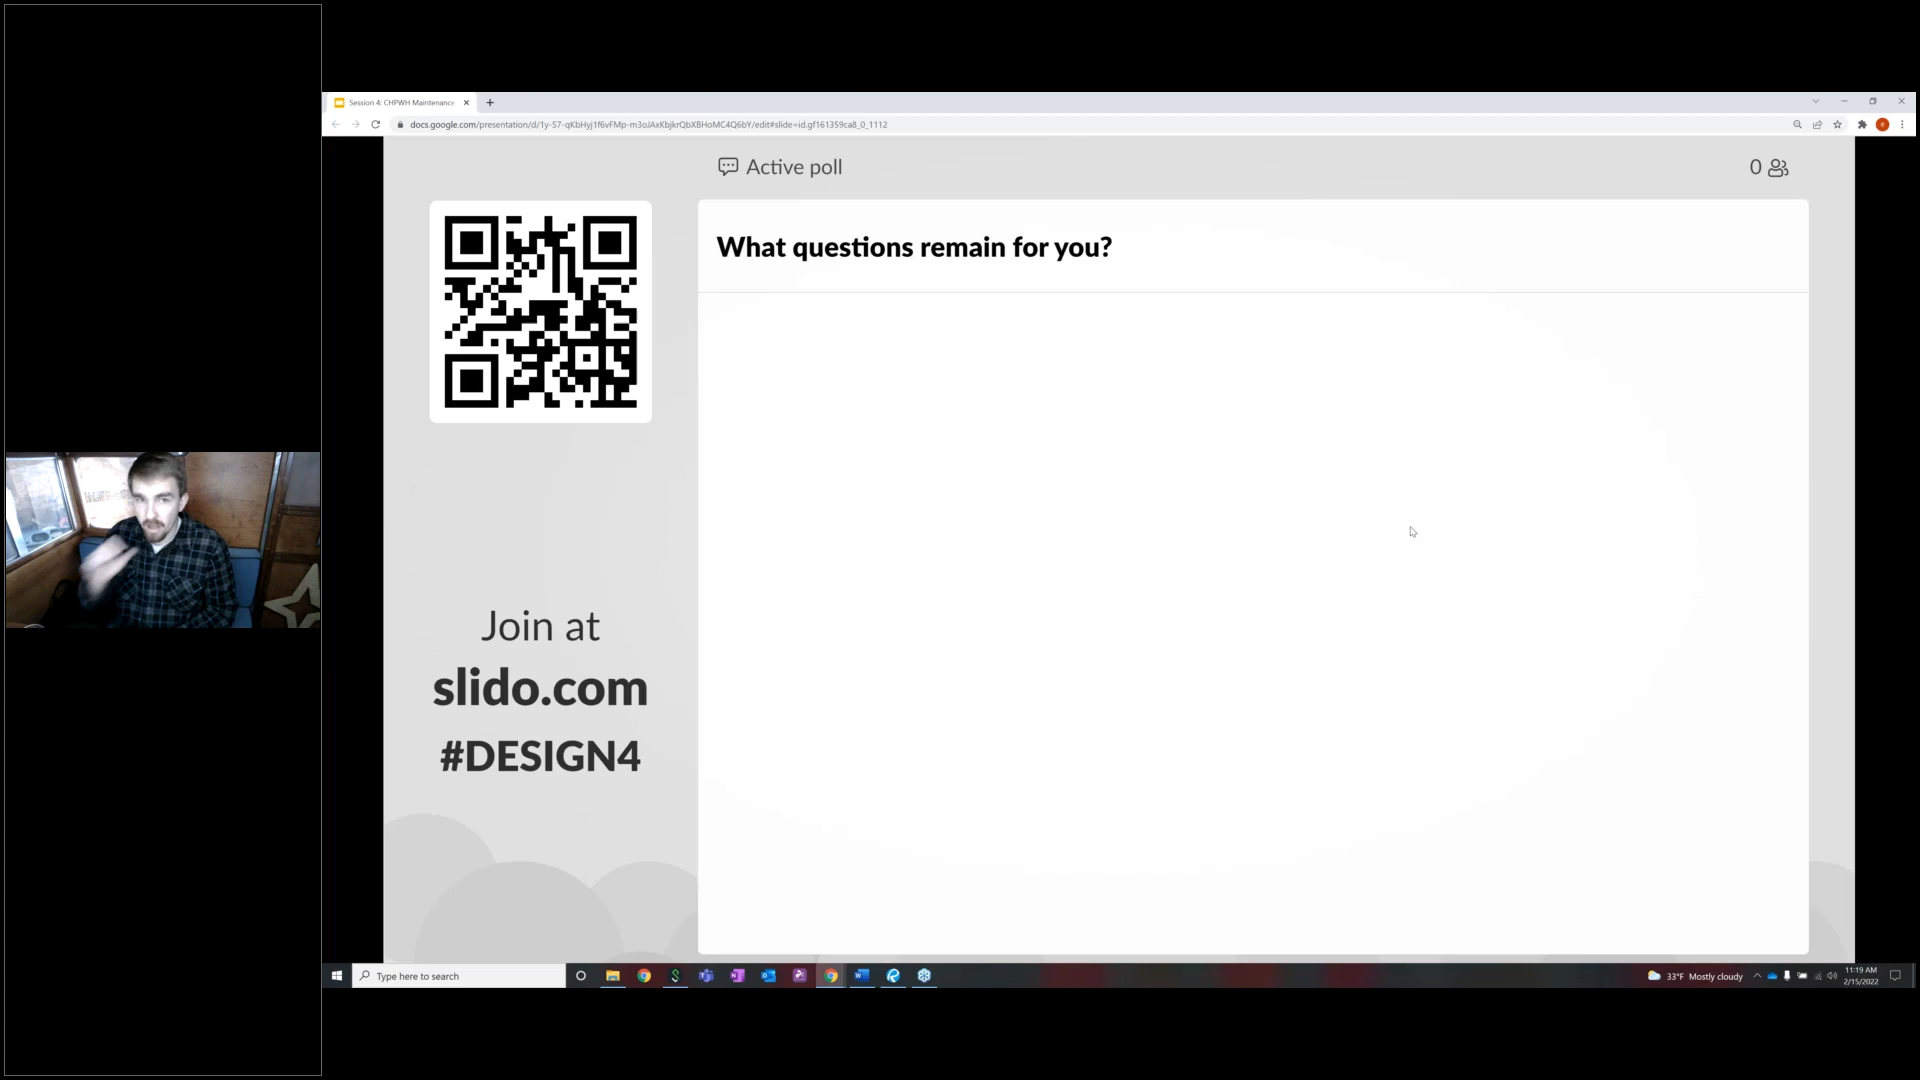 Session 4: CHPWH Maintenance
docs.google.com/presentation/d/1y-S7-qKbHyj1f6vFMp-m3oJAxKbjkrQbXBHoMC4Q6bY/edit#slide=id.gf161359ca8_0_1112
Active poll
0
What questions remain for you?
Join at
slido.com
#DESIGN4
Type here to search
33°F Mostly cloudy
11:19 AM
2/15/2022